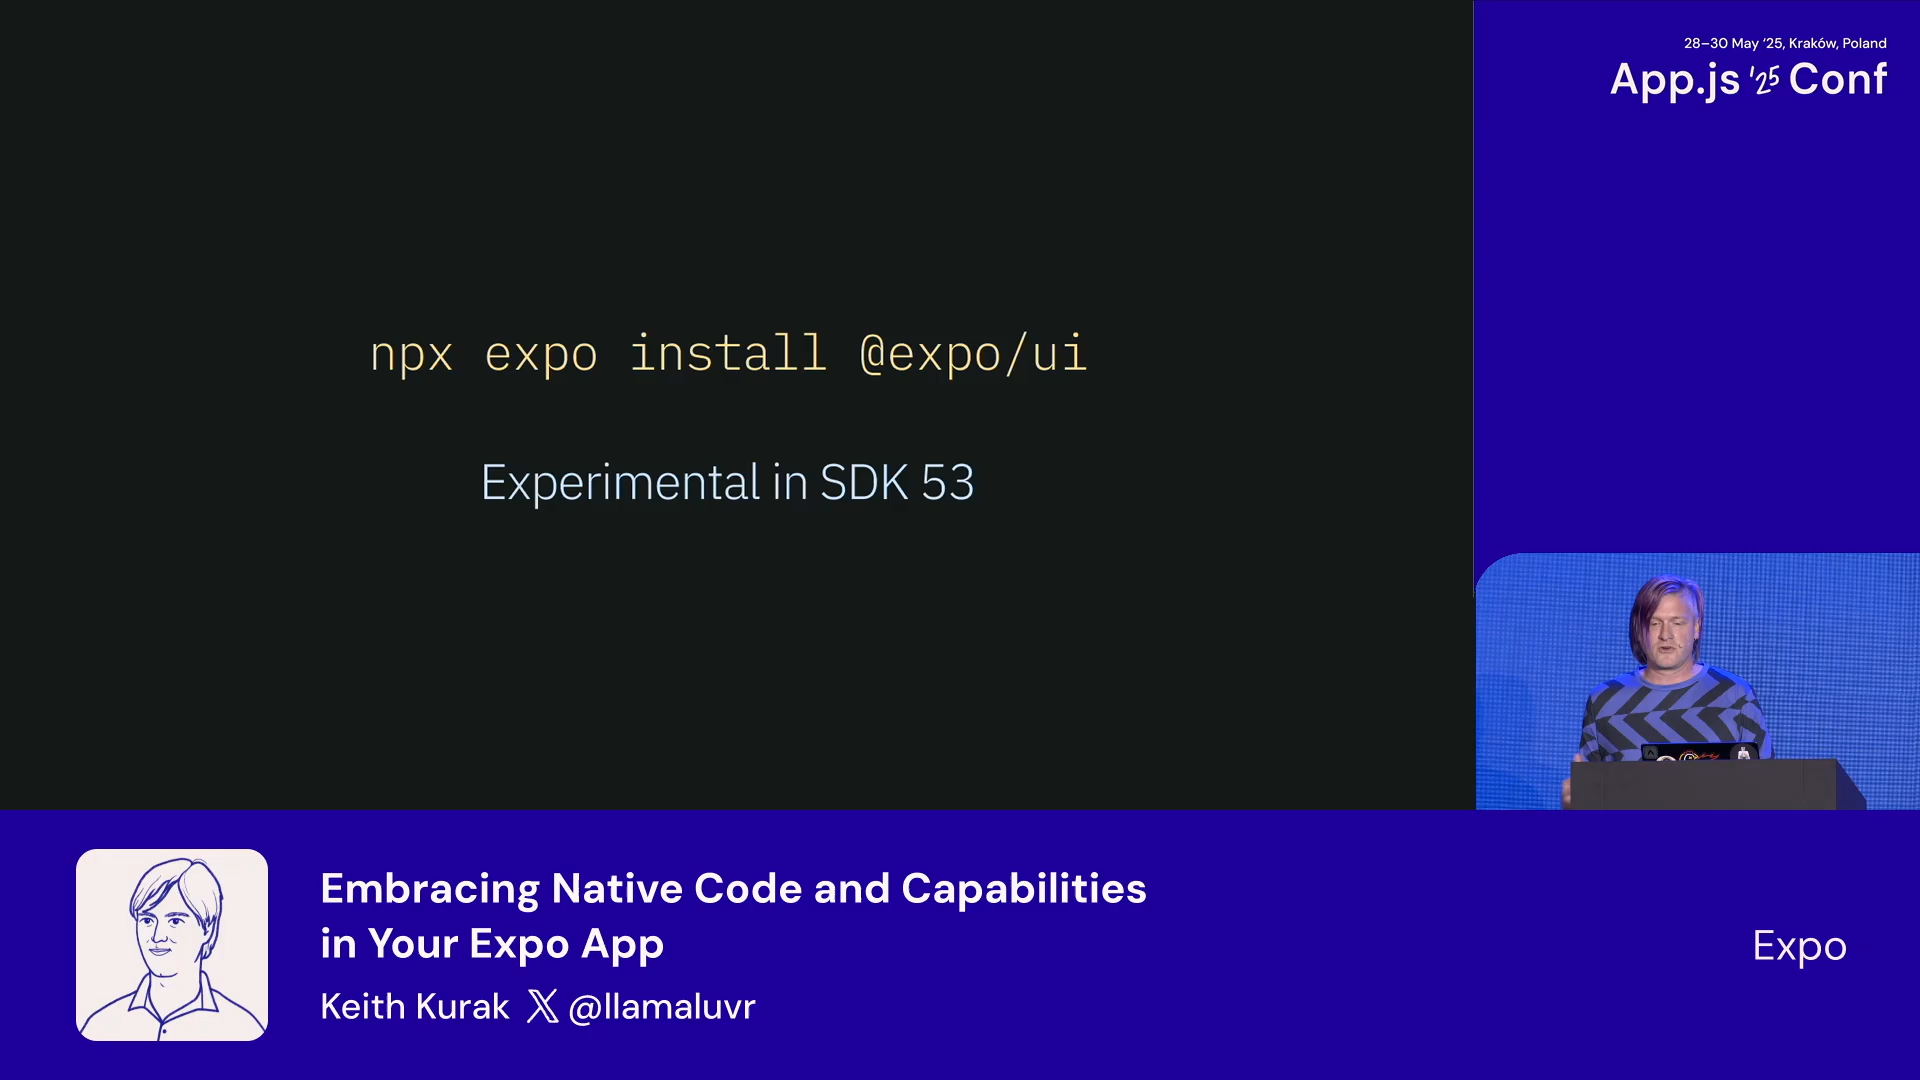 npx expo install @expo/ui
Experimental in SDK 53
28–30 May ‘25, Kraków, Poland
App.js '25 Conf
Embracing Native Code and Capabilities
in Your Expo App
Keith Kurak X @llamaluvr
Expo